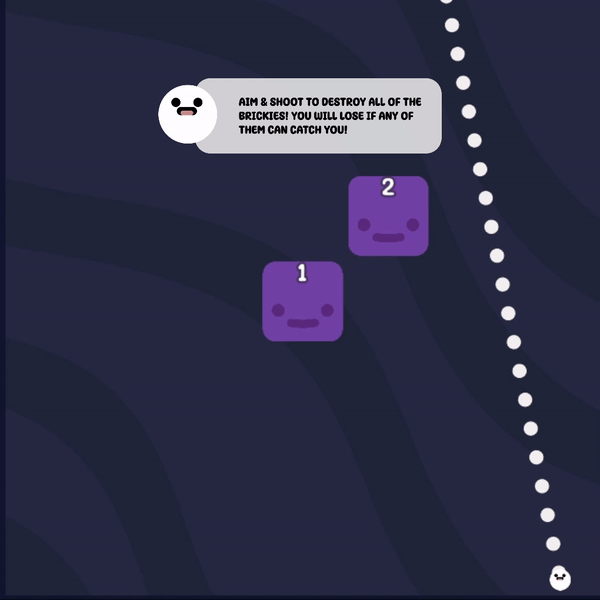 AIM & SHOOT TO DESTROY ALL OF THE
BRICKIES! YOU WILL LOSE IF ANY OF
THEM CAN CATCH YOU!
2
1